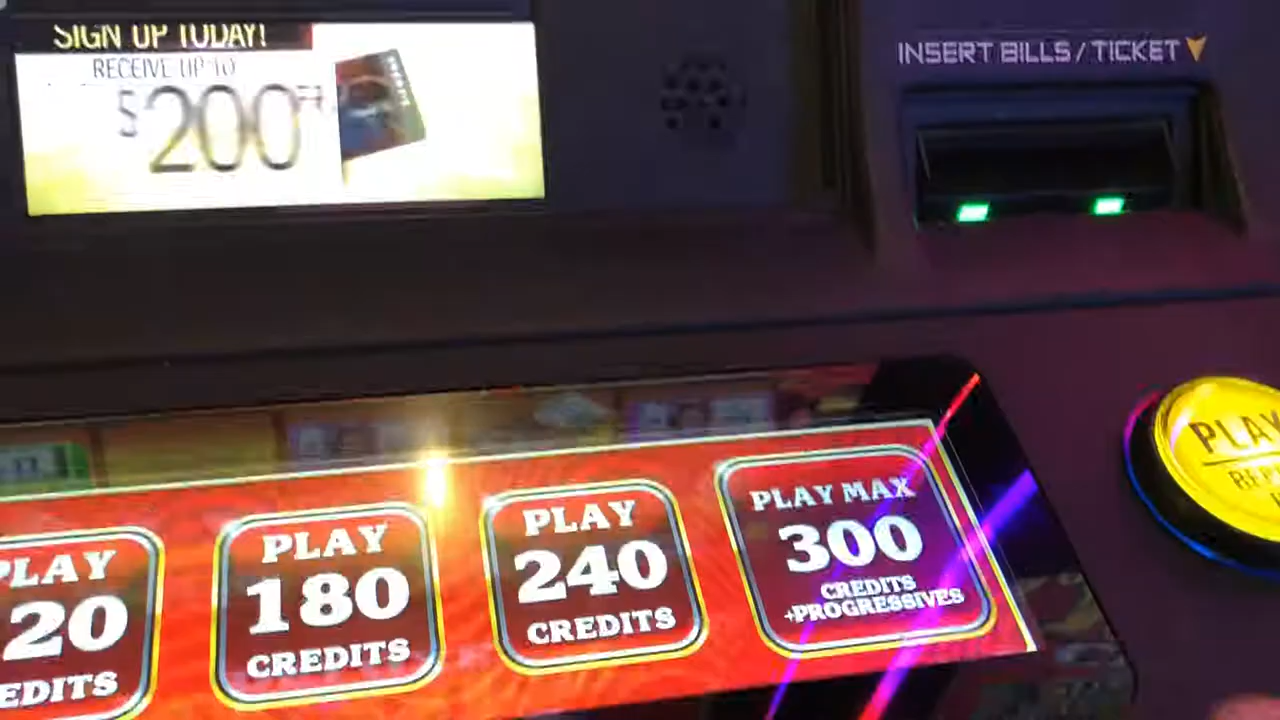 SIGN UP TODAY!
RECEIVE UP TO
$200
INSERT BILLS / TICKET
PLAY
20
EDITS
PLAY
180
CREDITS
PLAY
240
CREDITS
PLAY MAX
300
CREDITS
+PROGRESSIVES
PLAY